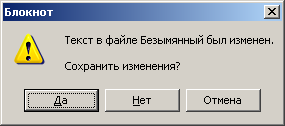 Блокнот
Текст в файле Безымянный был изменен.
Сохранить изменения?
Да Нет Отмена